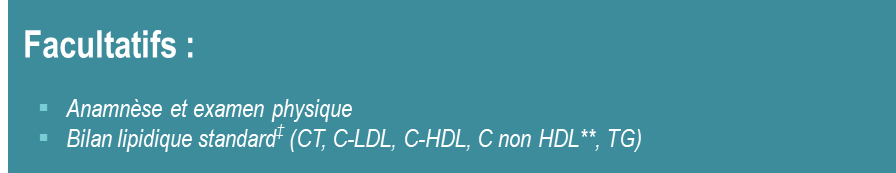 Facultatifs :
▪ Anamnèse et examen physique
▪ Bilan lipidique standard‡ (CT, C-LDL, C-HDL, C non HDL**, TG)